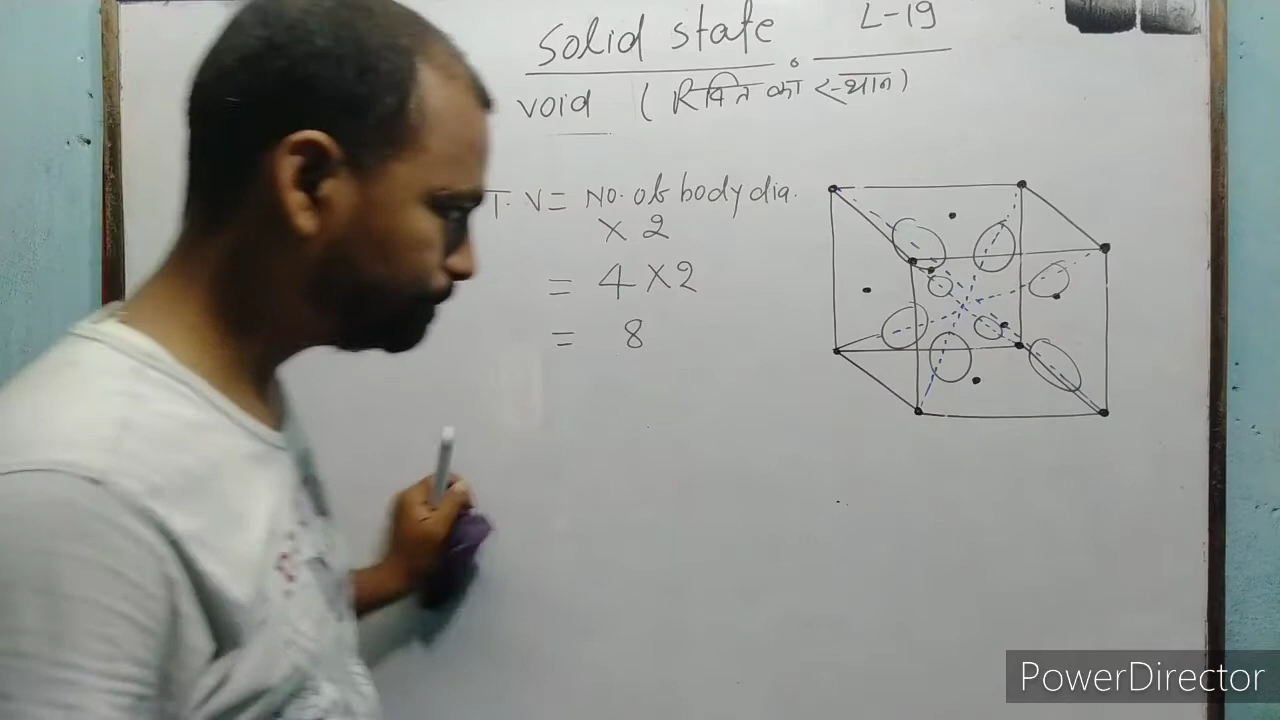 Solid state : L-19
void ( रिक्ति का स्थान )
T. V = No. of body dia.
× 2
= 4 × 2
= 8
PowerDirector